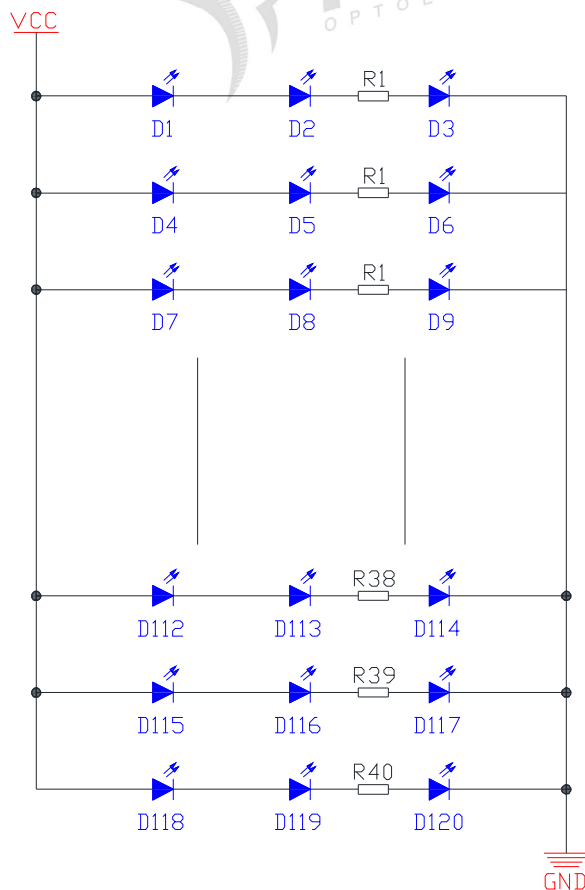 OPTOL
VCC
R1
D1 D2 D3
R1
D4 D5 D6
R1
D7 D8 D9
R38
D112 D113 D114
R39
D115 D116 D117
R40
D118 D119 D120
GND